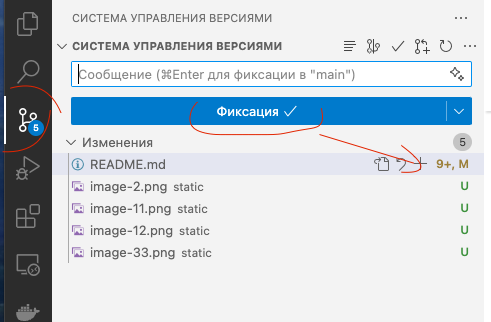 СИСТЕМА УПРАВЛЕНИЯ ВЕРСИЯМИ
СИСТЕМА УПРАВЛЕНИЯ ВЕРСИЯМИ
Сообщение (⌘Enter для фиксации в "main")
5
Фиксация
Изменения 5
README.md 9+, M
image-2.png static U
image-11.png static U
image-12.png static U
image-33.png static U